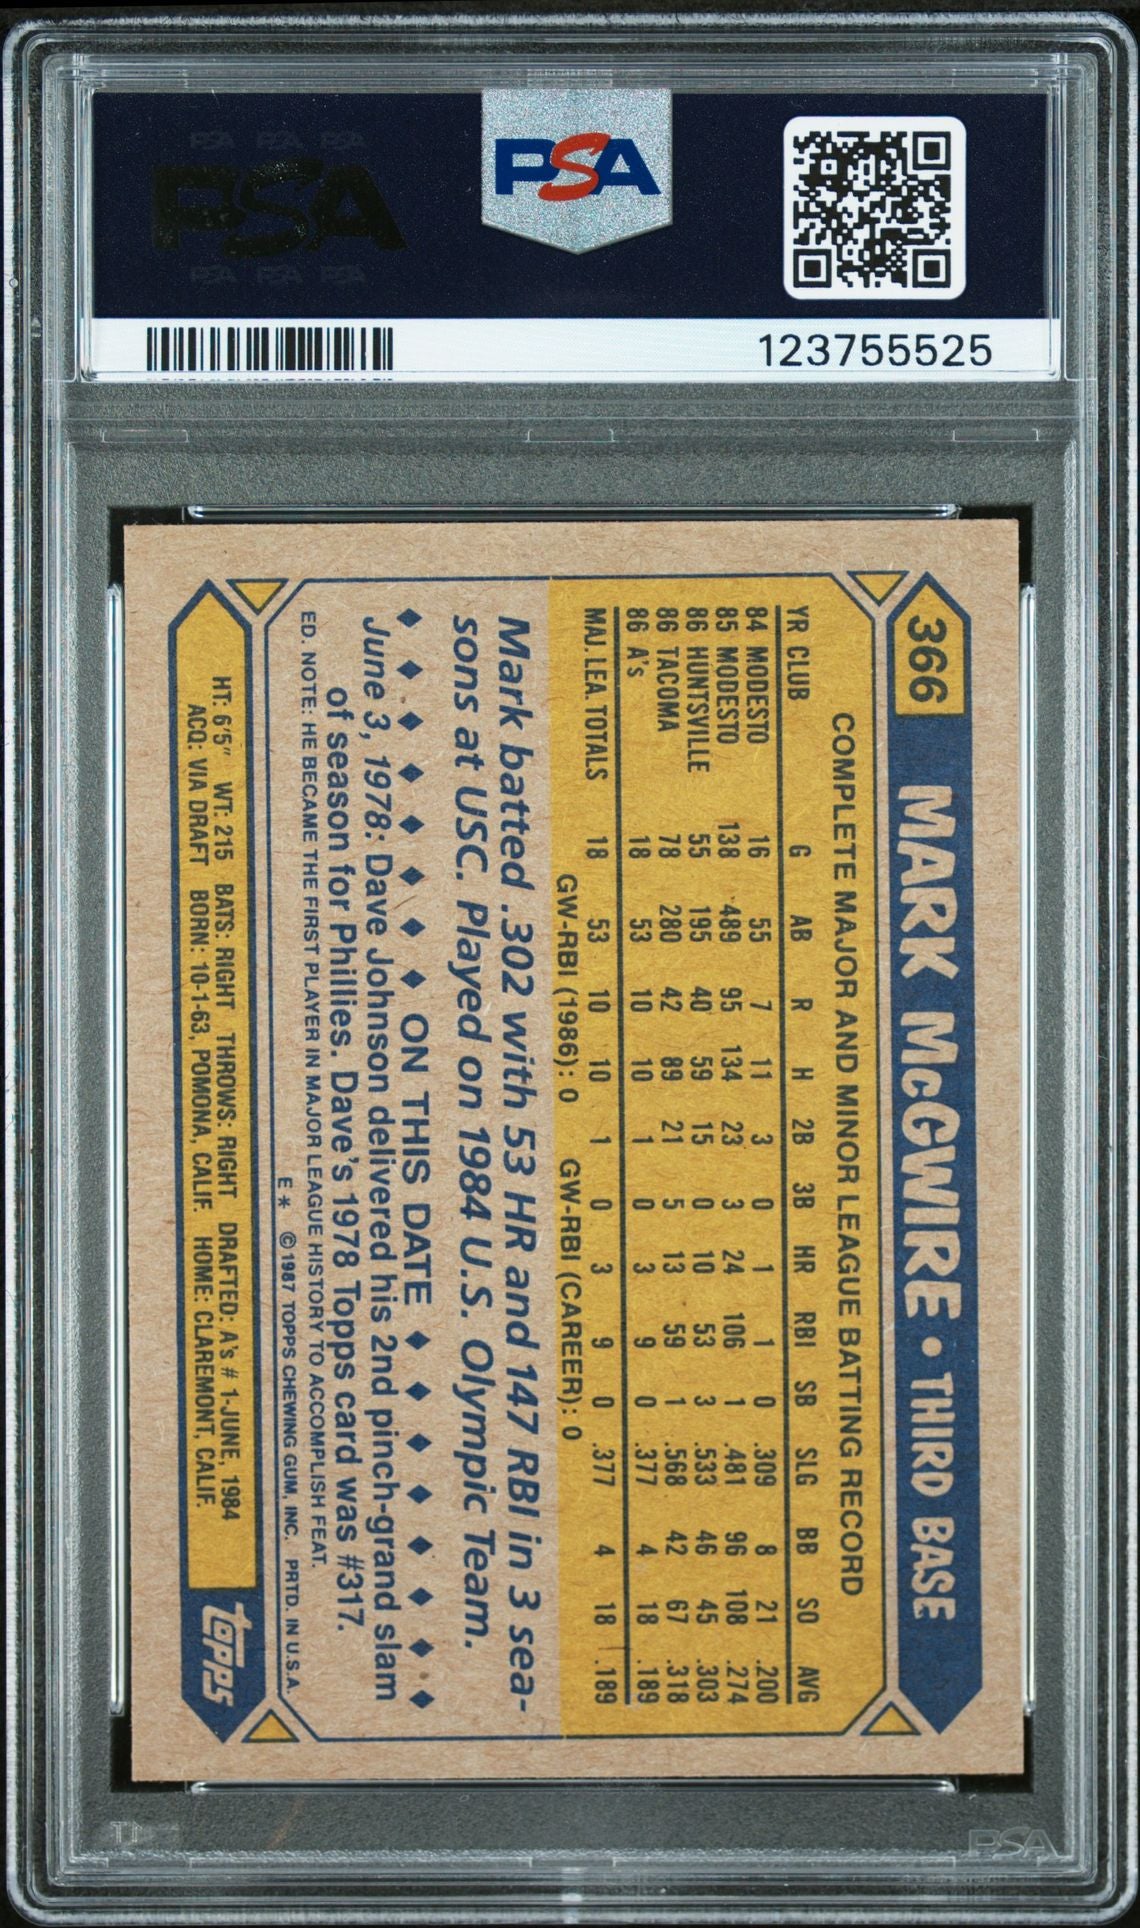 PSA PSA PSA
PSA
PSA PSA PSA
PSA
123755525
366 MARK McGWIRE • THIRD BASE
COMPLETE MAJOR AND MINOR LEAGUE BATTING RECORD
YR CLUB G AB R H 2B 3B HR RBI SB SLG BB SO AVG
84 MODESTO 16 55 7 11 3 0 1 1 0 .309 8 21 .200
85 MODESTO 138 489 95 134 23 3 24 106 1 .481 96 108 .274
86 HUNTSVILLE 55 195 40 59 15 0 10 53 3 .533 46 45 .303
86 TACOMA 78 280 42 89 21 5 13 59 1 .568 42 67 .318
86 A's 18 53 10 10 1 0 3 9 0 .377 4 18 .189
MAJ. LEA. TOTALS 18 53 10 10 1 0 3 9 0 .377 4 18 .189
GW-RBI (1986): 0 GW-RBI (CAREER): 0
Mark batted .302 with 53 HR and 147 RBI in 3 sea-
sons at USC. Played on 1984 U.S. Olympic Team.
◆ ◆ ◆ ◆ ◆ ◆ ◆ ◆ ON THIS DATE ◆ ◆ ◆ ◆ ◆ ◆ ◆ ◆
June 3, 1978: Dave Johnson delivered his 2nd pinch-grand slam
of season for Phillies. Dave's 1978 Topps card was #317.
ED. NOTE: HE BECAME THE FIRST PLAYER IN MAJOR LEAGUE HISTORY TO ACCOMPLISH FEAT.
E* ©1987 TOPPS CHEWING GUM, INC. PRTD. IN U.S.A.
HT: 6'5" WT: 215 BATS: RIGHT THROWS: RIGHT DRAFTED: A's # 1-JUNE, 1984
ACQ: VIA DRAFT BORN: 10-1-63, POMONA, CALIF. HOME: CLAREMONT, CALIF.
topps
PSA